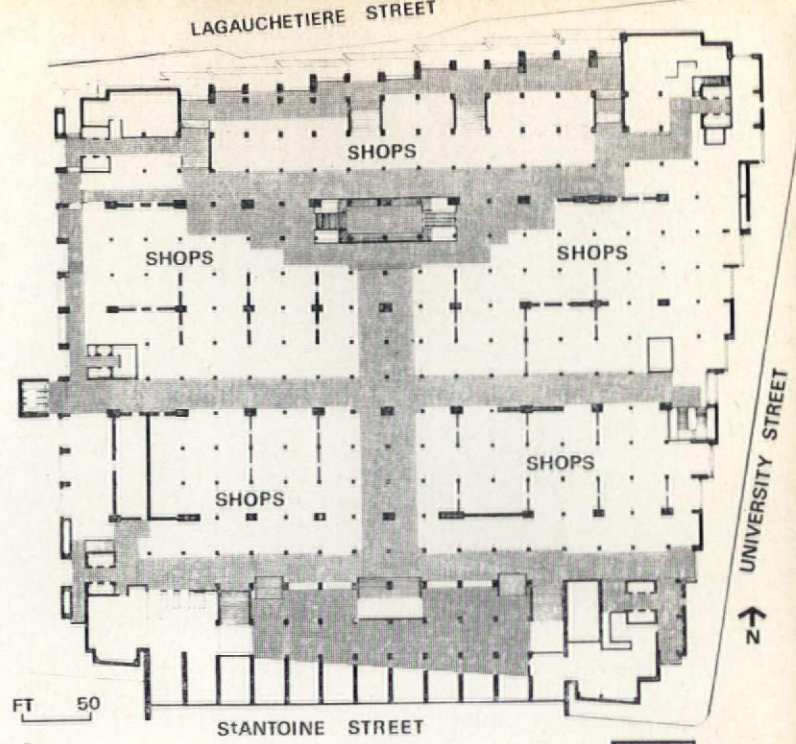 LAGAUCHETIERE STREET
SHOPS
SHOPS
SHOPS
SHOPS
SHOPS
UNIVERSITY STREET
N
FT 50
StANTOINE STREET